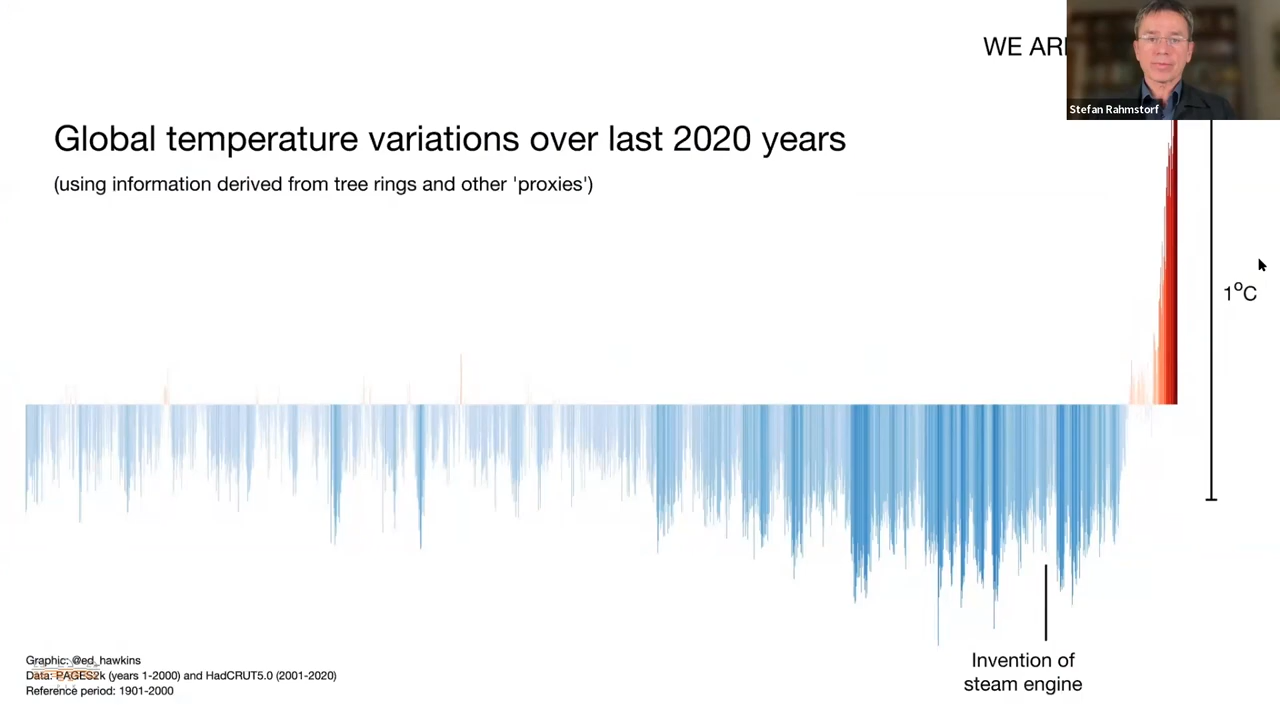 WE ARE
Stefan Rahmstorf
Global temperature variations over last 2020 years
(using information derived from tree rings and other 'proxies')
1°C
Invention of
steam engine
Graphic: @ed_hawkins
Data: PAGES2k (years 1-2000) and HadCRUT5.0 (2001-2020)
Reference period: 1901-2000